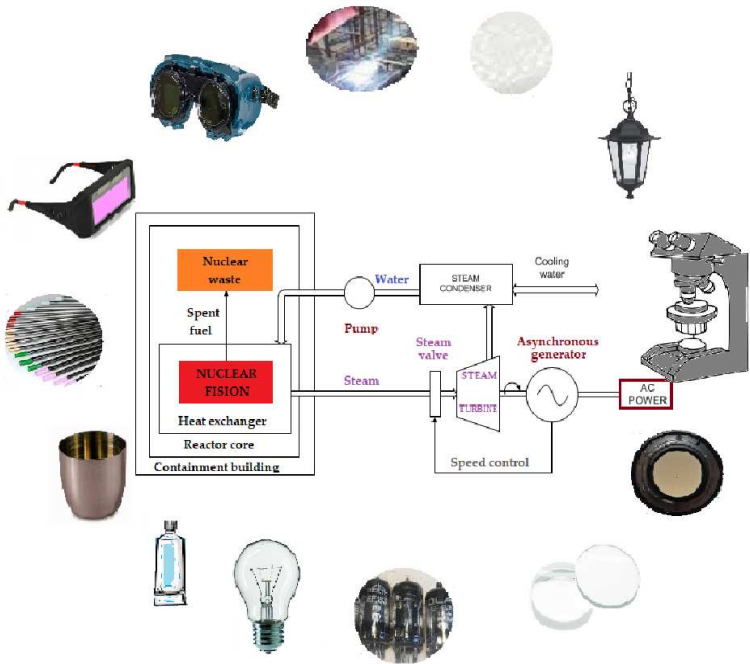 Nuclear
waste
Spent
fuel
NUCLEAR
FISION
Heat exchanger
Reactor core
Containment building
Water
Pump
STEAM
CONDENSER
Cooling
water
Steam
Steam
valve
STEAM
TURBINE
Asynchronous
generator
AC
POWER
Speed control